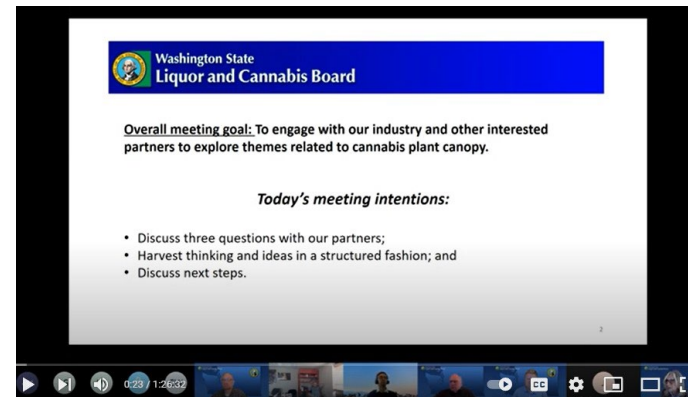 Washington State
Liquor and Cannabis Board
Overall meeting goal: To engage with our industry and other interested
partners to explore themes related to cannabis plant canopy.
Today's meeting intentions:
• Discuss three questions with our partners;
• Harvest thinking and ideas in a structured fashion; and
• Discuss next steps.
2
0:23 / 1:26:32
CC